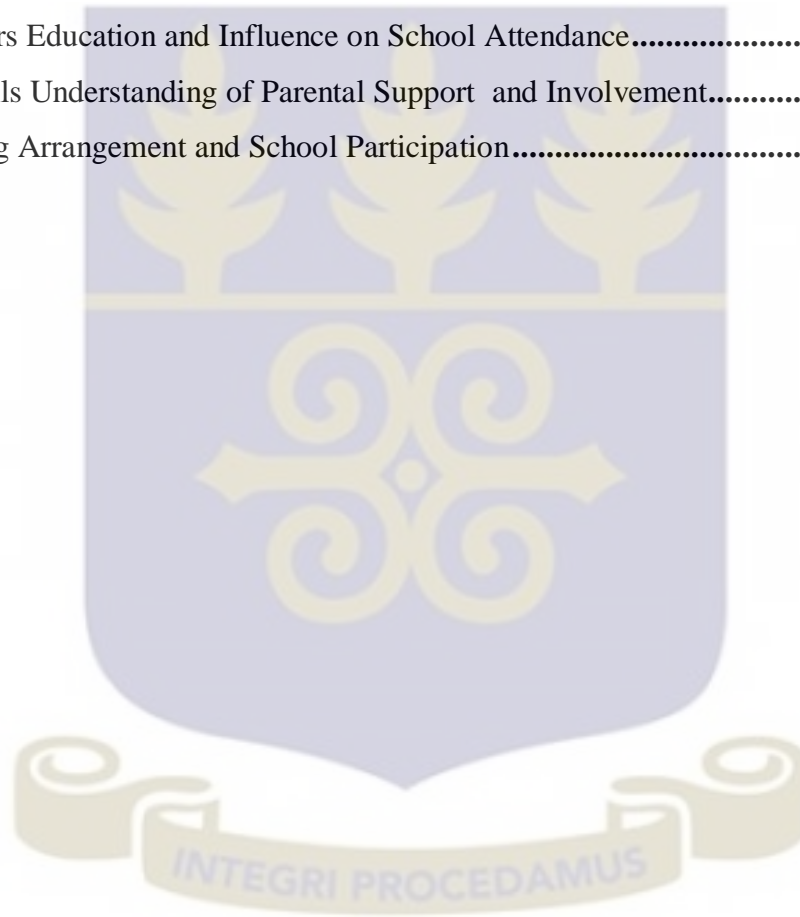 rs Education and Influence on School Attendance......................
ls Understanding of Parental Support and Involvement............
g Arrangement and School Participation...................................
INTEGRI PROCEDAMUS